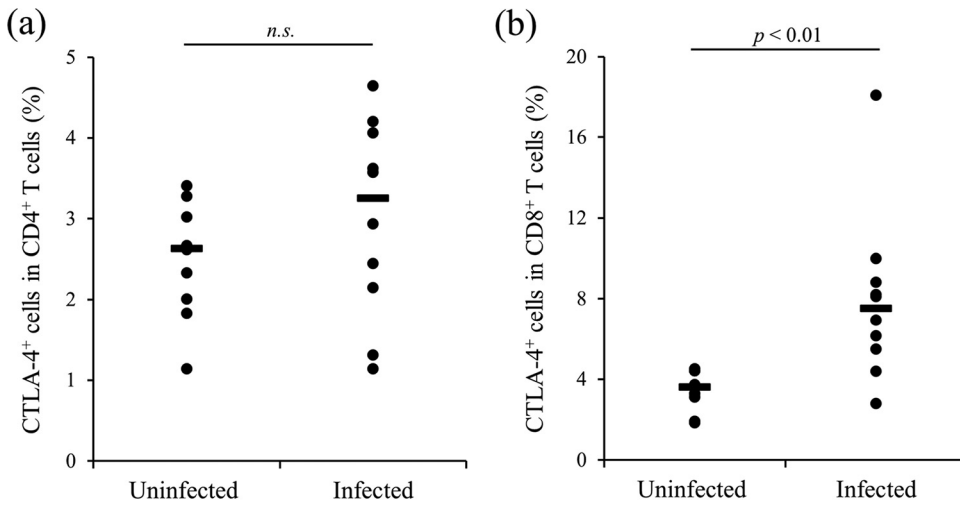 (a)
n.s.
CTLA-4⁺ cells in CD4⁺ T cells (%)
5
4
3
2
1
0
Uninfected Infected
(b)
p < 0.01
CTLA-4⁺ cells in CD8⁺ T cells (%)
20
16
12
8
4
0
Uninfected Infected